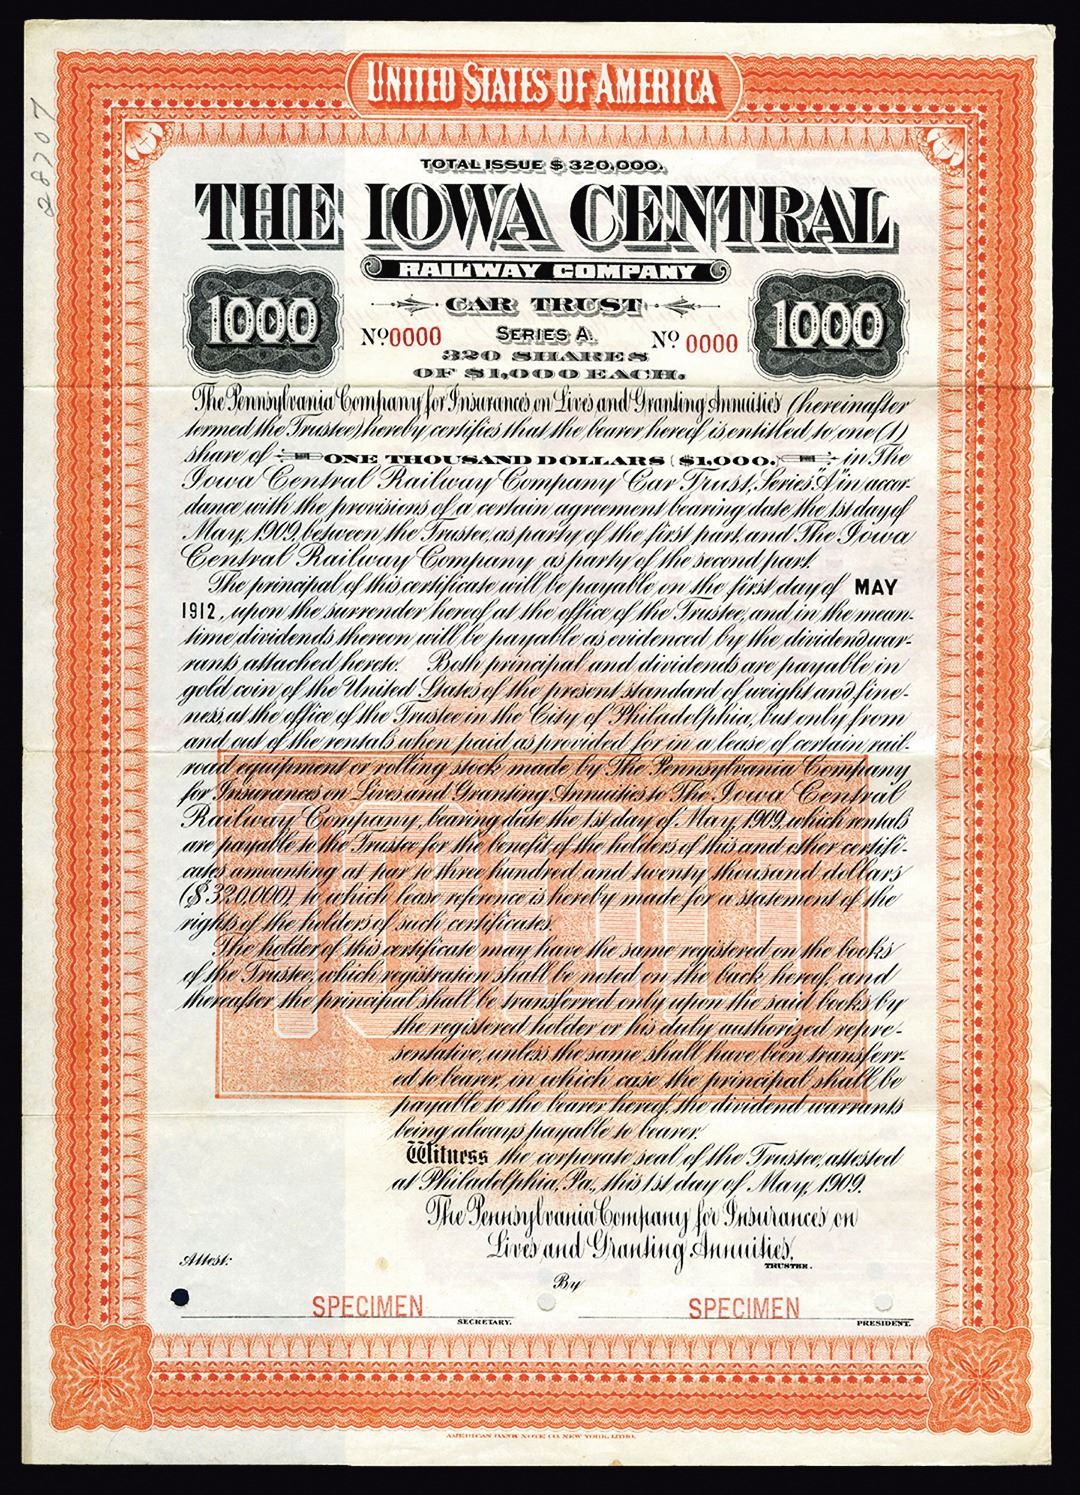 28707
UNITED STATES OF AMERICA
TOTAL ISSUE $320,000.
THE IOWA CENTRAL
RAILWAY COMPANY
1000
CAR TRUST
1000
No. 0000
SERIES A.
No. 0000
320 SHARES
OF $1,000 EACH.
The Pennsylvania Company for Insurances on Lives and Granting Annuities (hereinafter
termed the Trustee) hereby certifies that the bearer hereof is entitled to one (1)
share of ONE THOUSAND DOLLARS ($1,000.) in The
Iowa Central Railway Company Car Trust, Series "A" in accor-
dance with the provisions of a certain agreement bearing date the 1st day of
May, 1909, between the Trustee, as party of the first part, and The Iowa
Central Railway Company as party of the second part.
The principal of this certificate will be payable on the first day of MAY
1912, upon the surrender hereof at the office of the Trustee, and in the mean-
time dividends thereon will be payable as evidenced by the dividend war-
rants attached hereto. Both principal and dividends are payable in
gold coin of the United States of the present standard of weight and fine-
ness, at the office of the Trustee in the City of Philadelphia, but only from
and out of the rentals when paid as provided for in a lease of certain rail-
road equipment or rolling stock made by The Pennsylvania Company
for Insurances on Lives and Granting Annuities to The Iowa Central
Railway Company, bearing date the 1st day of May, 1909, which rentals
are payable to the Trustee for the benefit of the holders of this and other certifi-
cates amounting at par to three hundred and twenty thousand dollars
($320,000) to which lease reference is hereby made for a statement of the
rights of the holders of such certificates.
The holder of this certificate may have the same registered on the books
of the Trustee, which registration shall be noted on the back hereof, and
thereafter the principal shall be transferred only upon the said books by
the registered holder or his duly authorized repre-
sentative, unless the same shall have been transferr-
ed to bearer, in which case the principal shall be
payable to the bearer hereof, the dividend warrants
being always payable to bearer.
Witness the corporate seal of the Trustee, attested
at Philadelphia, Pa., this 1st day of May, 1909.
The Pennsylvania Company for Insurances on
Lives and Granting Annuities,
TRUSTEE.
Attest:
By
SPECIMEN
SPECIMEN
SECRETARY.
PRESIDENT.
1000
AMERICAN BANK NOTE CO. NEW YORK, LITHO.